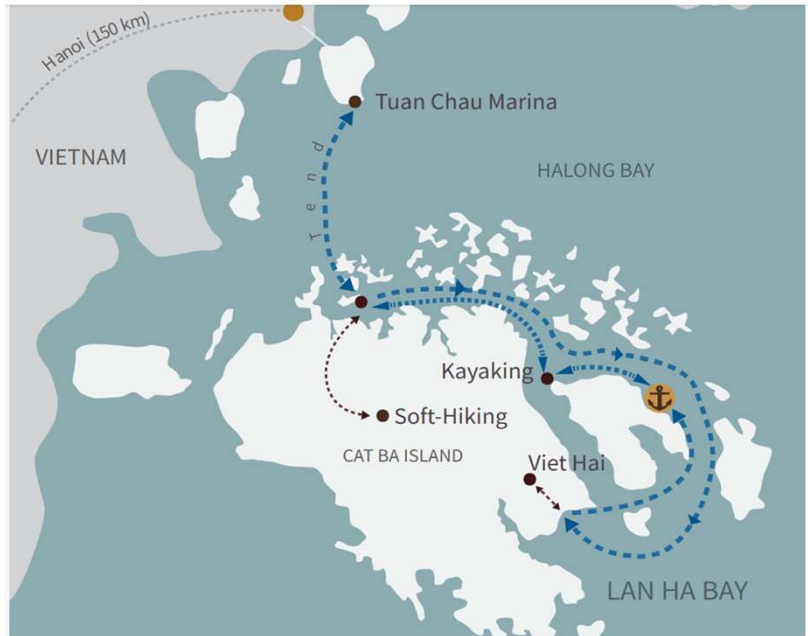 Hanoi (150 km)
Tuan Chau Marina
VIETNAM
HALONG BAY
Tend
Kayaking
Soft-Hiking
CAT BA ISLAND
Viet Hai
LAN HA BAY